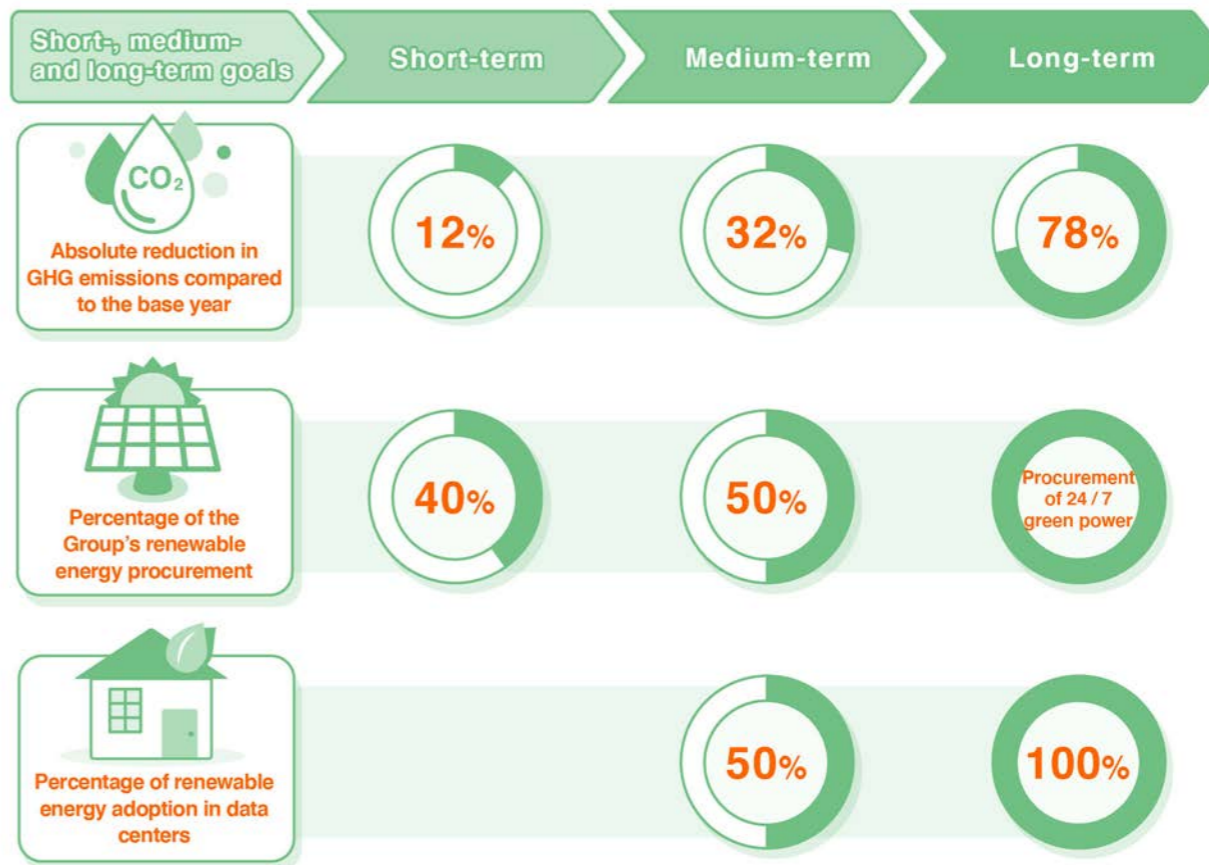 Short-, medium-
and long-term goals
Short-term
Medium-term
Long-term
CO₂
Absolute reduction in
GHG emissions compared
to the base year
12%
32%
78%
Percentage of the
Group's renewable
energy procurement
40%
50%
Procurement
of 24 / 7
green power
Percentage of renewable
energy adoption in data
centers
50%
100%